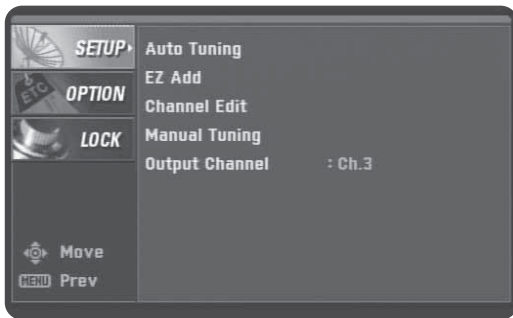 SETUP
OPTION
ETC
LOCK
Auto Tuning
EZ Add
Channel Edit
Manual Tuning
Output Channel : Ch.3
Move
MENU Prev